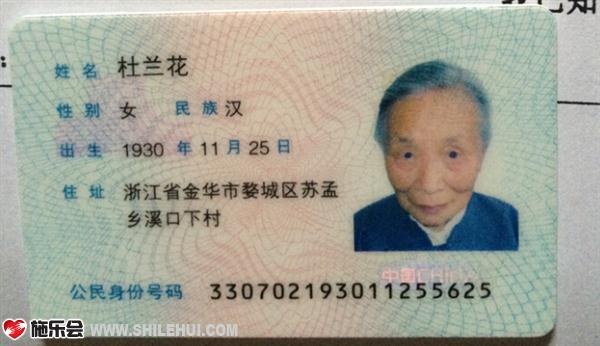 姓名 杜兰花
性别 女 民族 汉
出生 1930 年 11 月 25 日
住址 浙江省金华市婺城区苏孟
乡溪口下村
中国CHINA
公民身份号码 330702193011255625
施乐会 WWW.SHILEHUI.COM